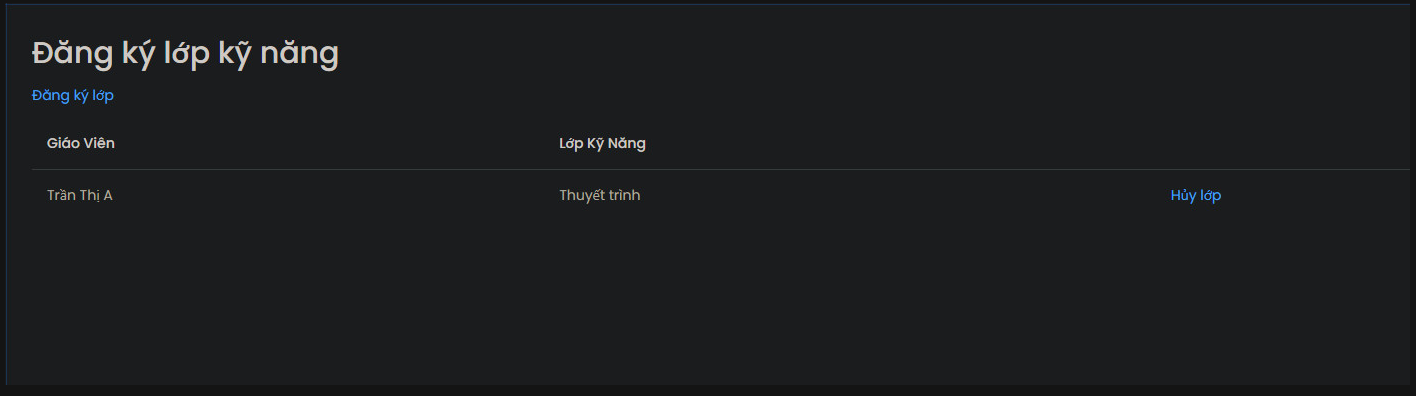 Đăng ký lớp kỹ năng
Đăng ký lớp
Giáo Viên Lớp Kỹ Năng
Trần Thị A Thuyết trình Hủy lớp